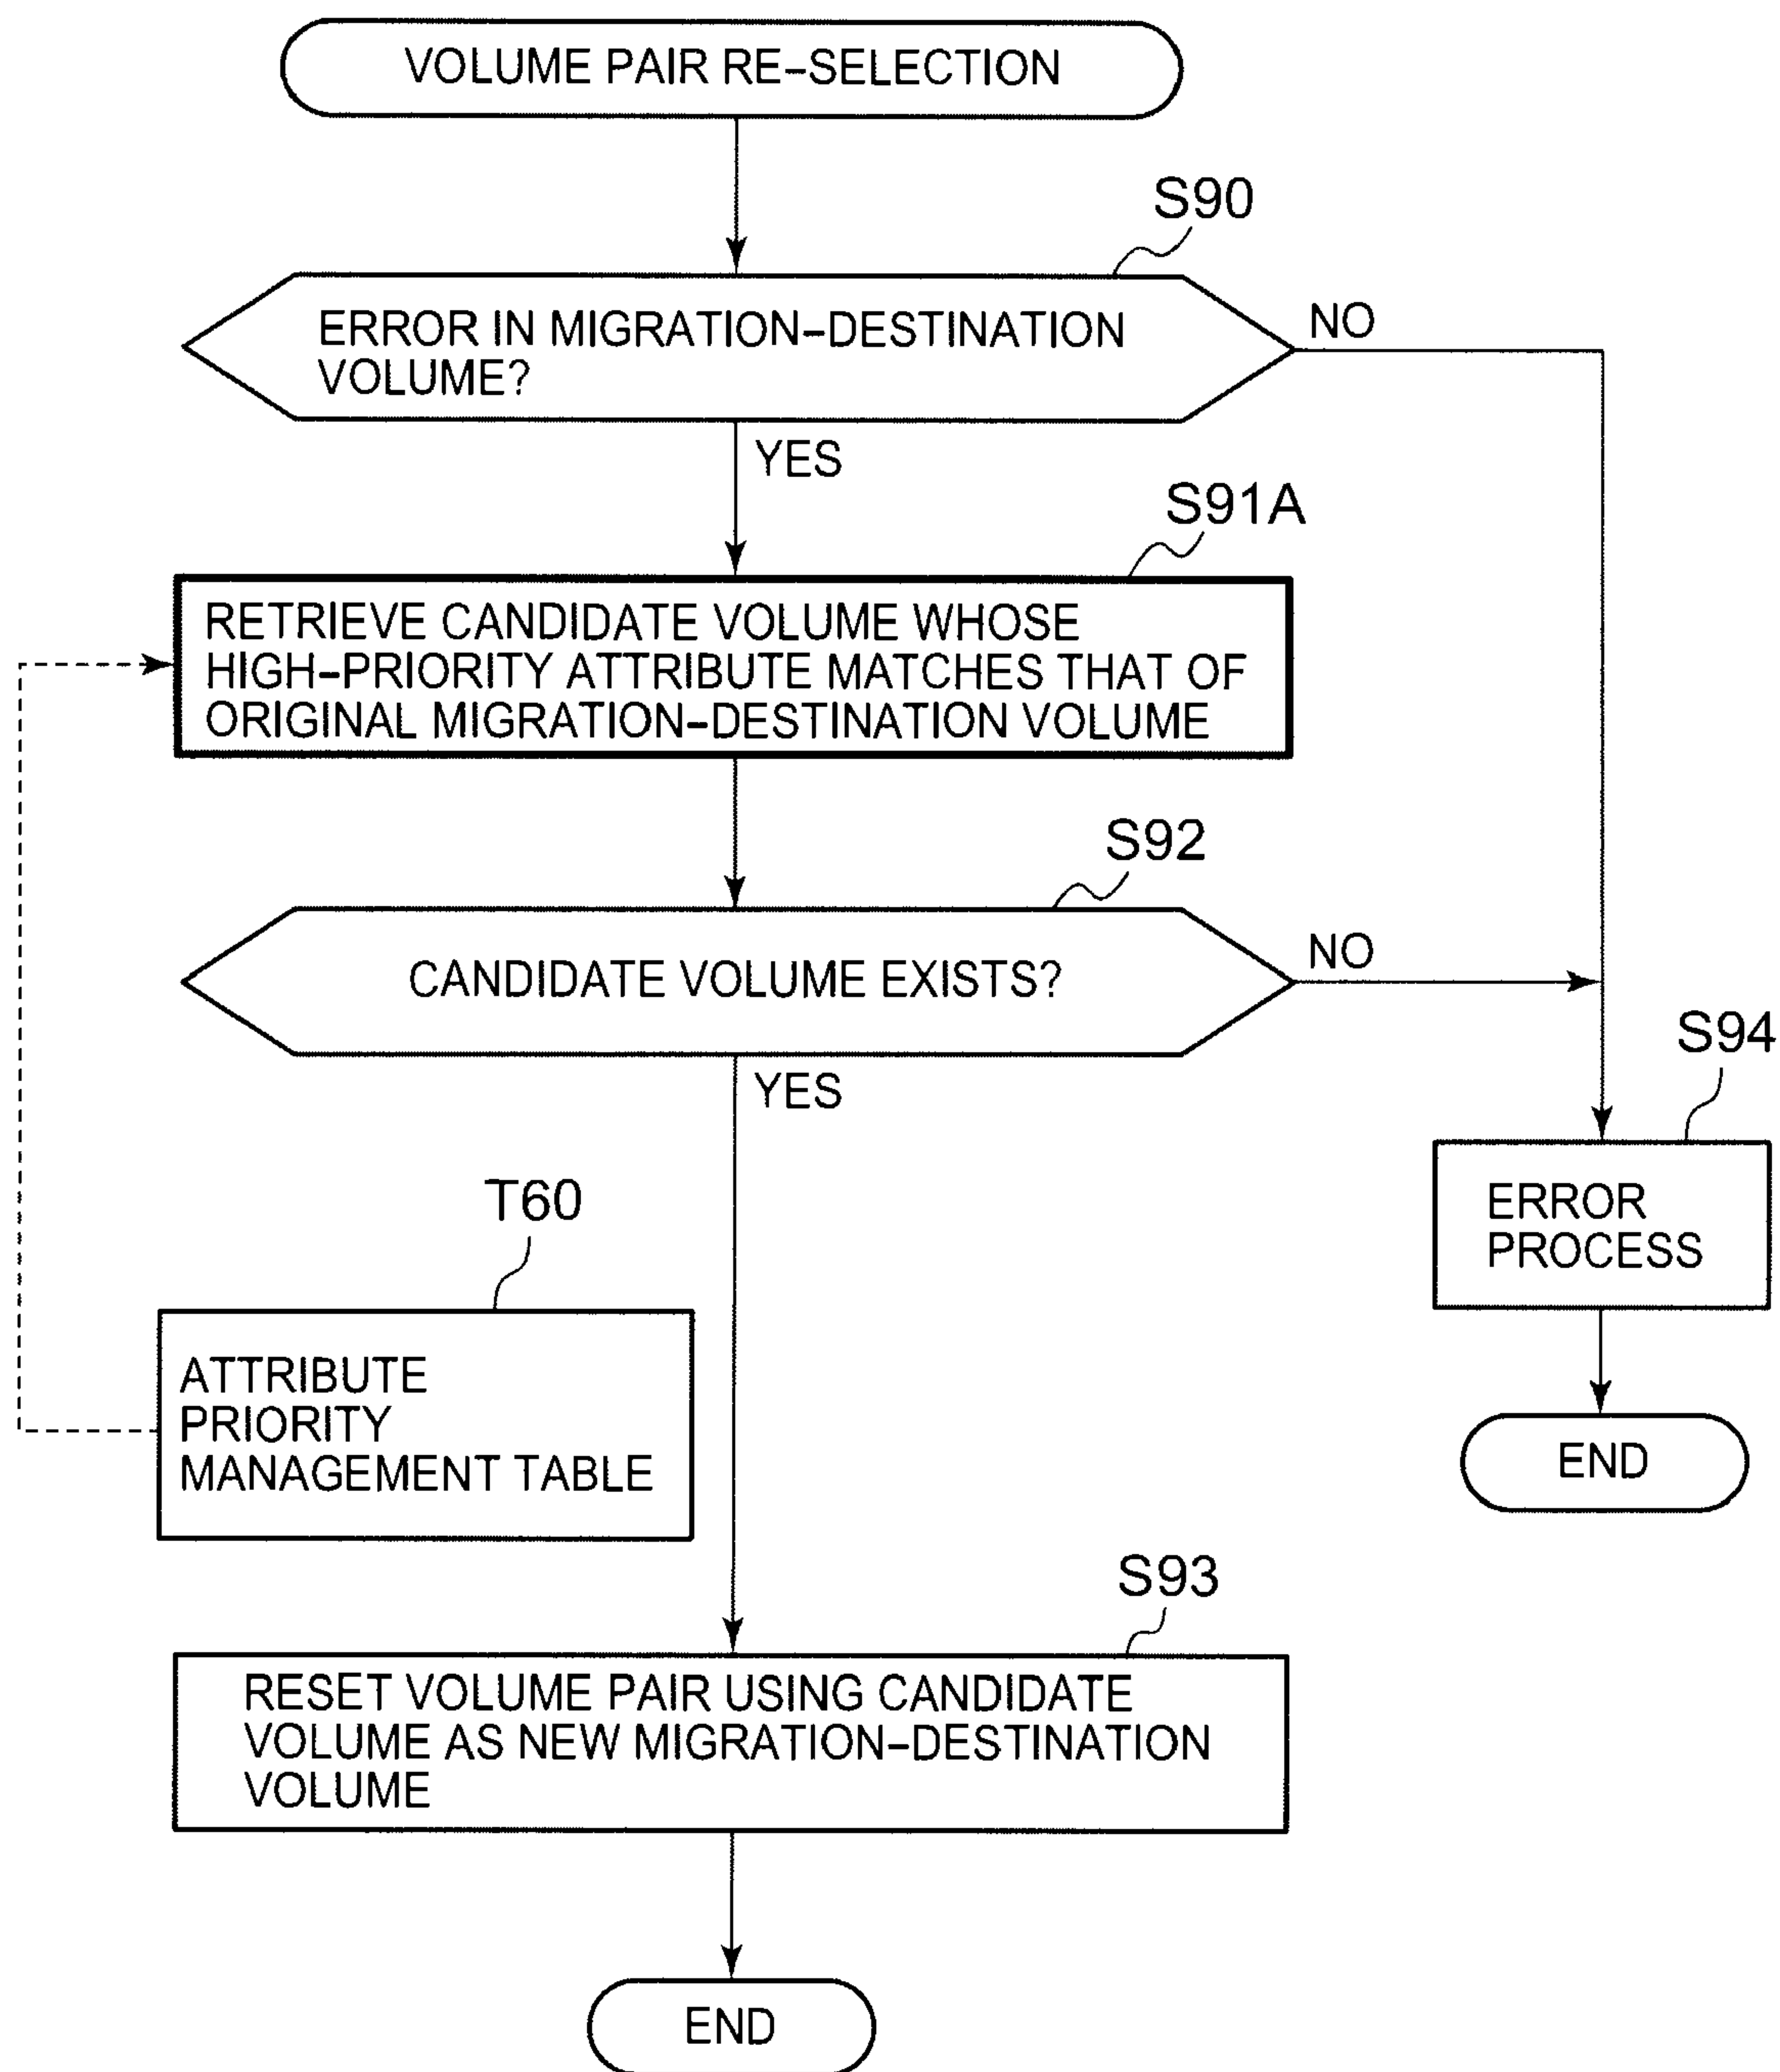 VOLUME PAIR RE-SELECTION
S90
ERROR IN MIGRATION-DESTINATION
VOLUME?
NO
YES
S91A
RETRIEVE CANDIDATE VOLUME WHOSE
HIGH-PRIORITY ATTRIBUTE MATCHES THAT OF
ORIGINAL MIGRATION-DESTINATION VOLUME
S92
CANDIDATE VOLUME EXISTS?
NO
YES
S94
ERROR
PROCESS
END
T60
ATTRIBUTE
PRIORITY
MANAGEMENT TABLE
S93
RESET VOLUME PAIR USING CANDIDATE
VOLUME AS NEW MIGRATION-DESTINATION
VOLUME
END